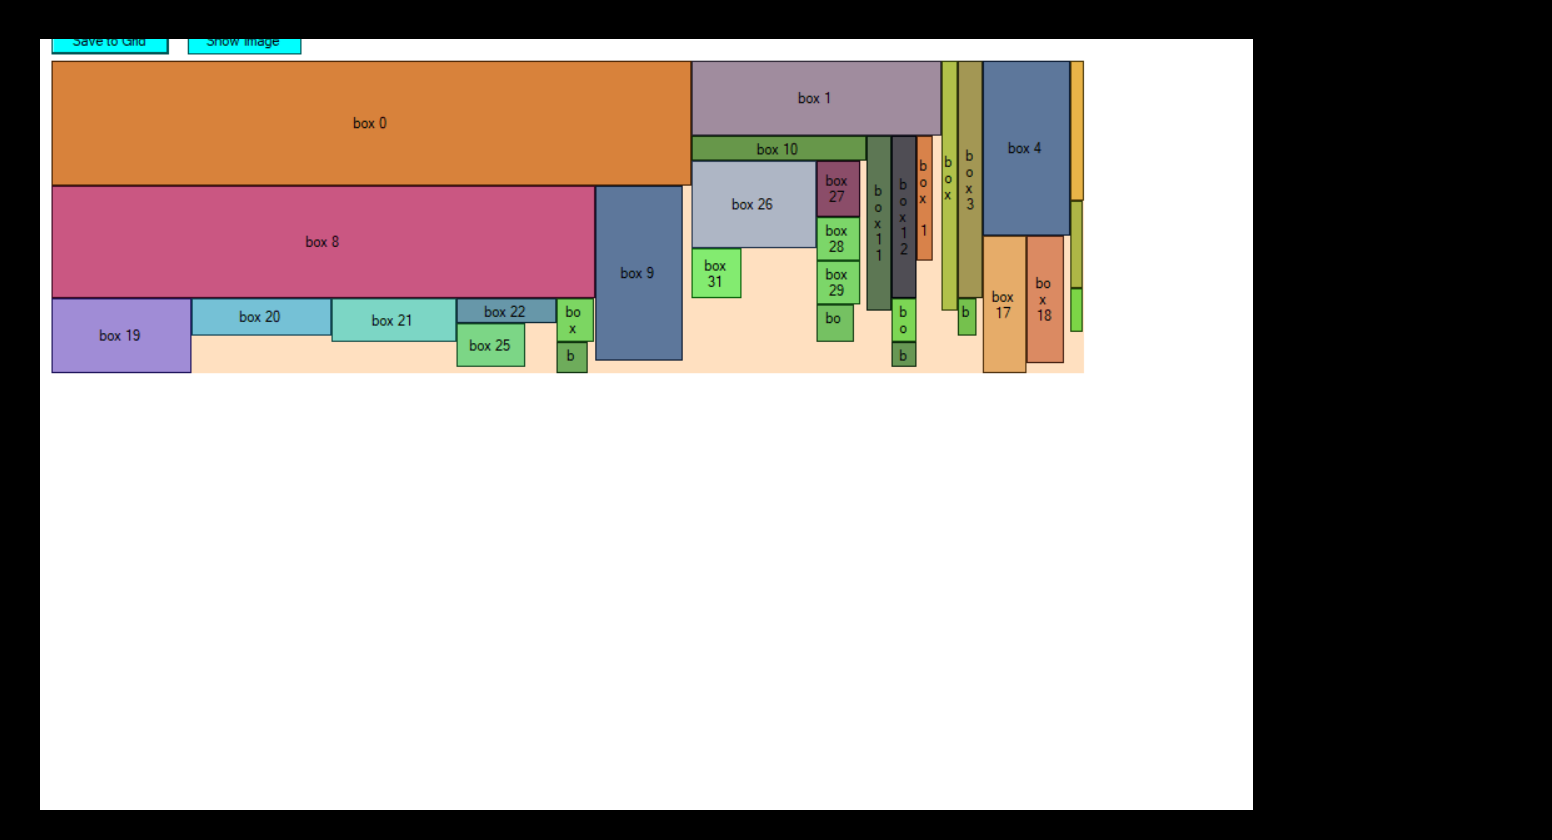 Save to Grid
Show Image
box 0
box 1
box 10
box
27
box 26
box
28
box
29
bo
box
31
b
o
x
1
1
b
o
x
1
2
b
o
x
1
b
o
x
b
o
x
3
box 4
box 8
box 9
box 19
box 20
box 21
box 22
box 25
bo
x
b
b
o
b
b
box
17
bo
x
18